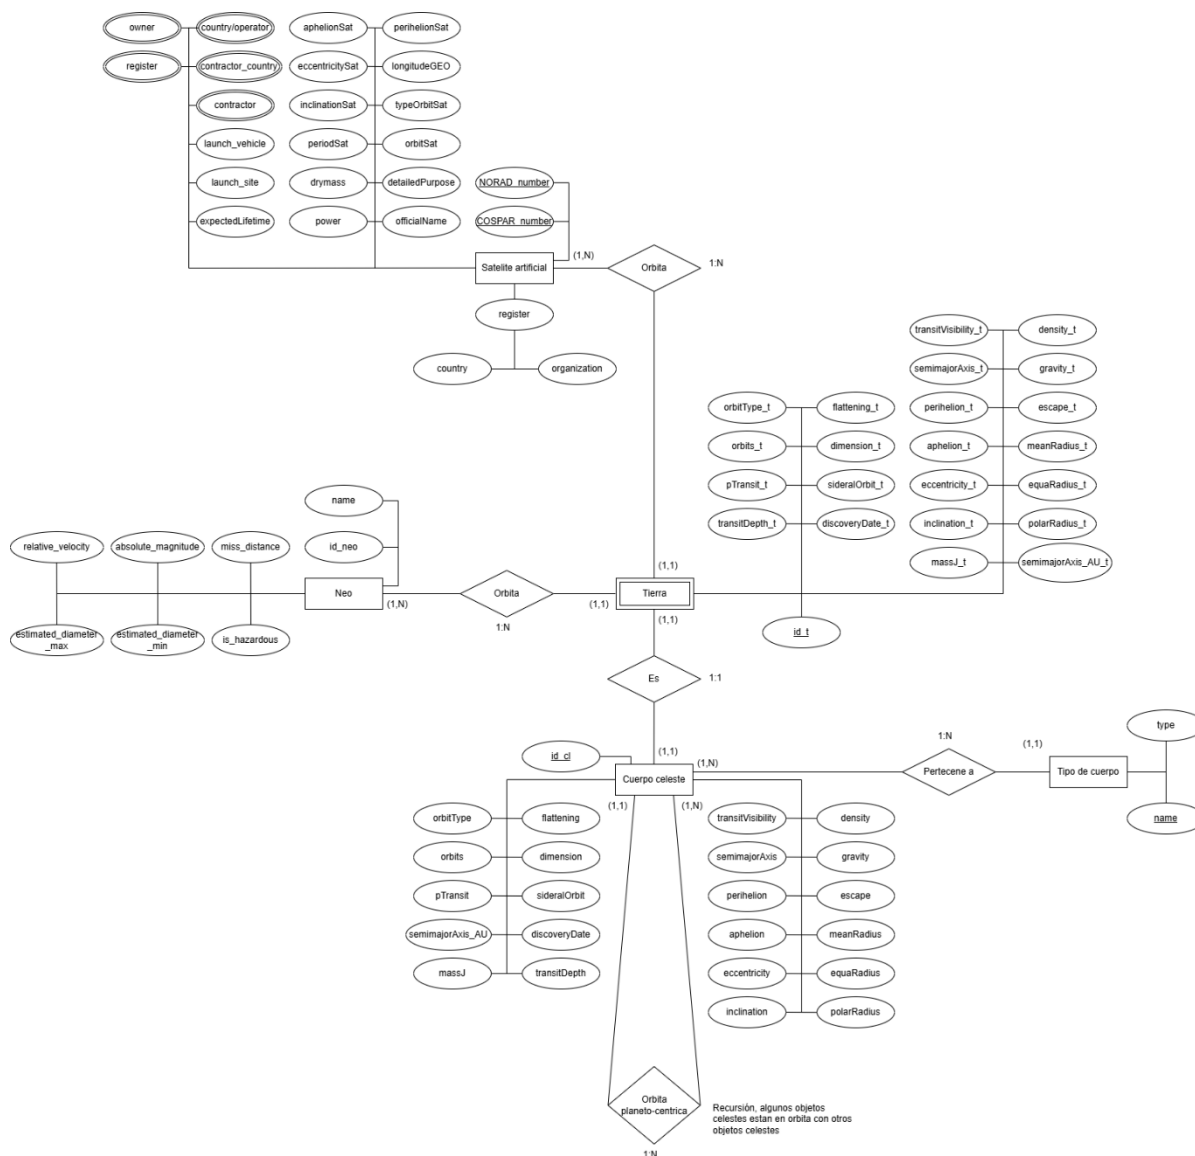 owner
country/operator
register
contractor_country
contractor
launch_vehicle
launch_site
expectedLifetime
aphelionSat
perihelionSat
eccentricitySat
longitudeGEO
inclinationSat
typeOrbitSat
periodSat
orbitSat
drymass
detailedPurpose
power
officialName
NORAD_number
COSPAR_number
Satelite artificial
(1,N)
Orbita
1:N
register
country
organization
transitVisibility_t
density_t
semimajorAxis_t
gravity_t
perihelion_t
escape_t
aphelion_t
meanRadius_t
eccentricity_t
equaRadius_t
inclination_t
polarRadius_t
massJ_t
semimajorAxis_AU_t
orbitType_t
flattening_t
orbits_t
dimension_t
pTransit_t
sideralOrbit_t
transitDepth_t
discoveryDate_t
id_t
name
id_neo
relative_velocity
absolute_magnitude
miss_distance
Neo
(1,N)
estimated_diameter
_max
estimated_diameter
_min
is_hazardous
Orbita
1:N
(1,1)
(1,1)
Tierra
(1,1)
Es
1:1
(1,1)
id_cl
Cuerpo celeste
(1,N)
(1,1)
(1,N)
1:N
Pertecene a
(1,1)
Tipo de cuerpo
type
name
orbitType
flattening
orbits
dimension
pTransit
sideralOrbit
semimajorAxis_AU
discoveryDate
massJ
transitDepth
transitVisibility
density
semimajorAxis
gravity
perihelion
escape
aphelion
meanRadius
eccentricity
equaRadius
inclination
polarRadius
Orbita
planeto-centrica
1:N
Recursión, algunos objetos
celestes estan en orbita con otros
objetos celestes